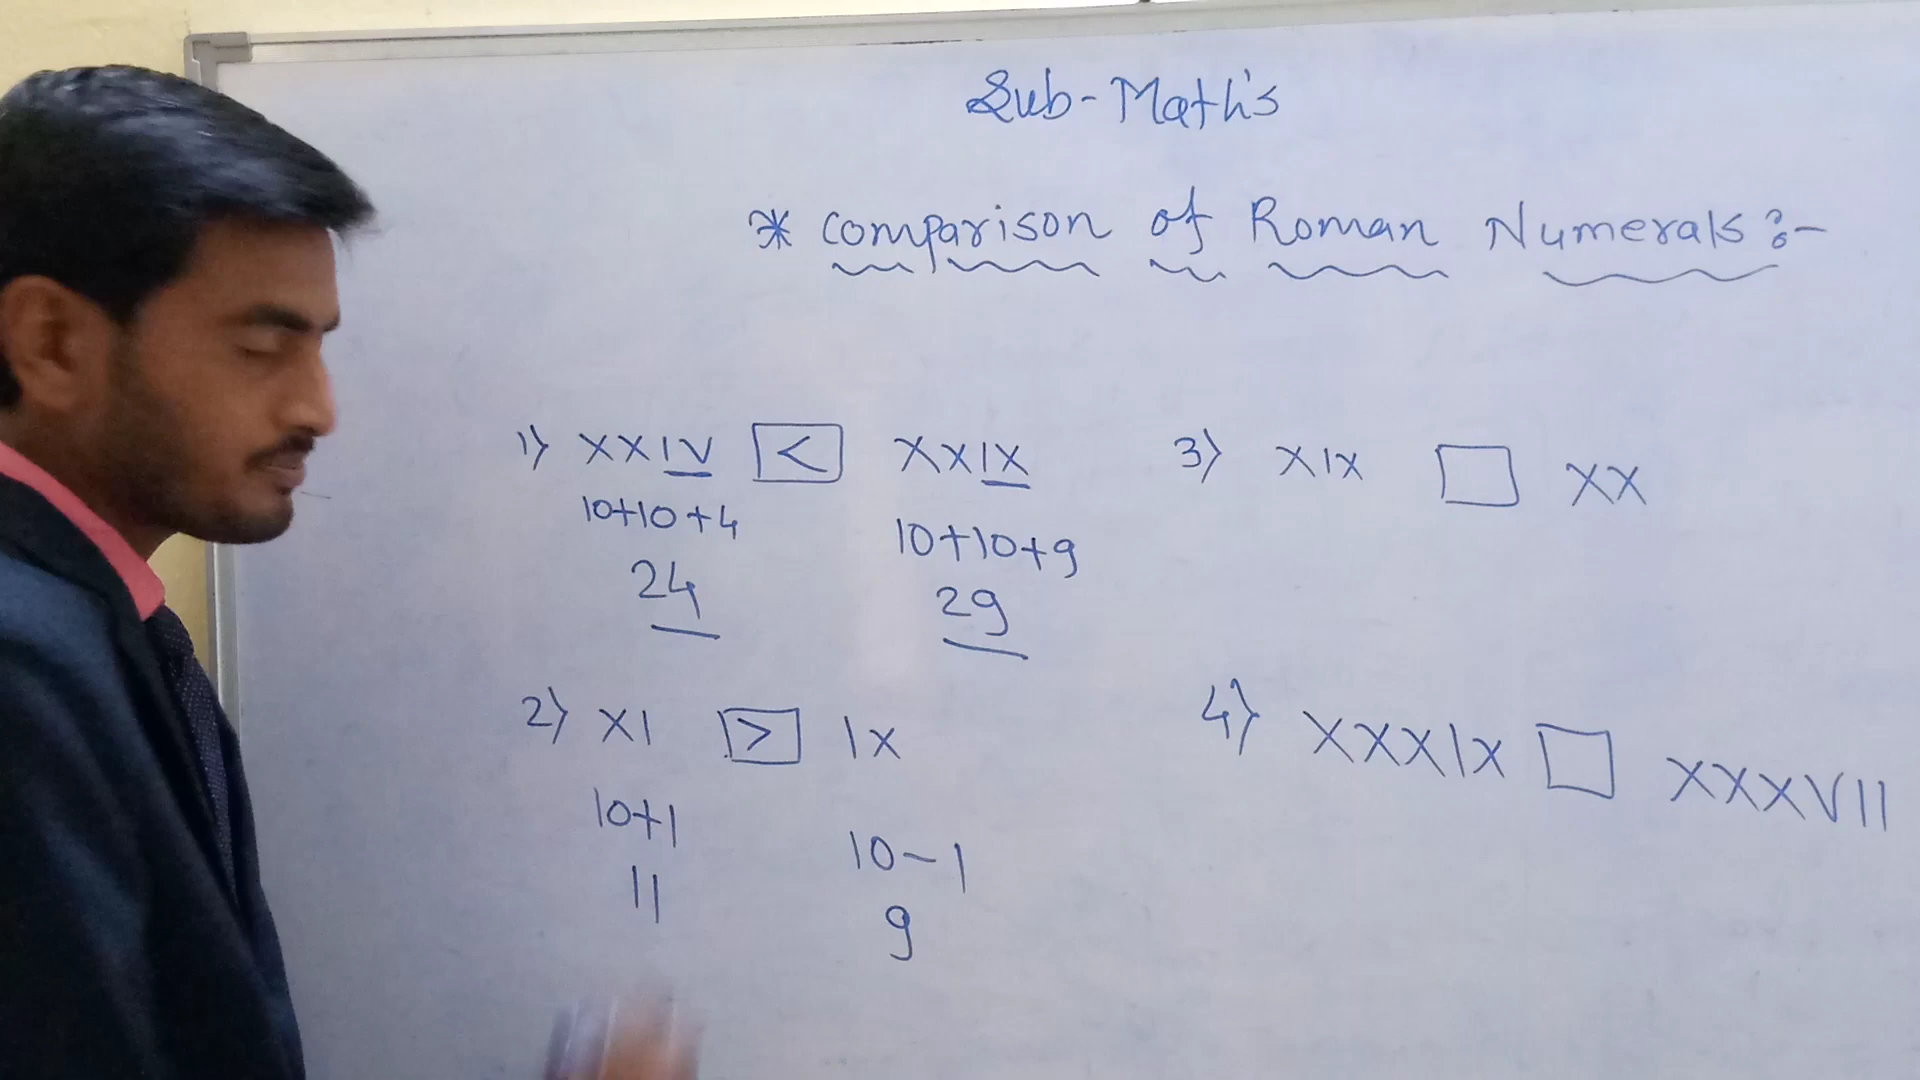 Sub-Math's
* Comparison of Roman Numerals :-
1) XXIV < XXIX
10+10+4 10+10+9
24 29
2) XI > IX
10+1 10-1
11 9
3) XIX □ XX
4) XXXIX □ XXXVII